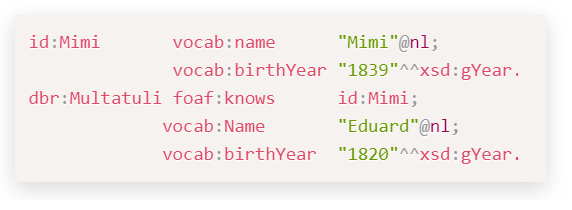 id:Mimi vocab:name "Mimi"@nl;
vocab:birthYear "1839"^^xsd:gYear.
dbr:Multatuli foaf:knows id:Mimi;
vocab:Name "Eduard"@nl;
vocab:birthYear "1820"^^xsd:gYear.